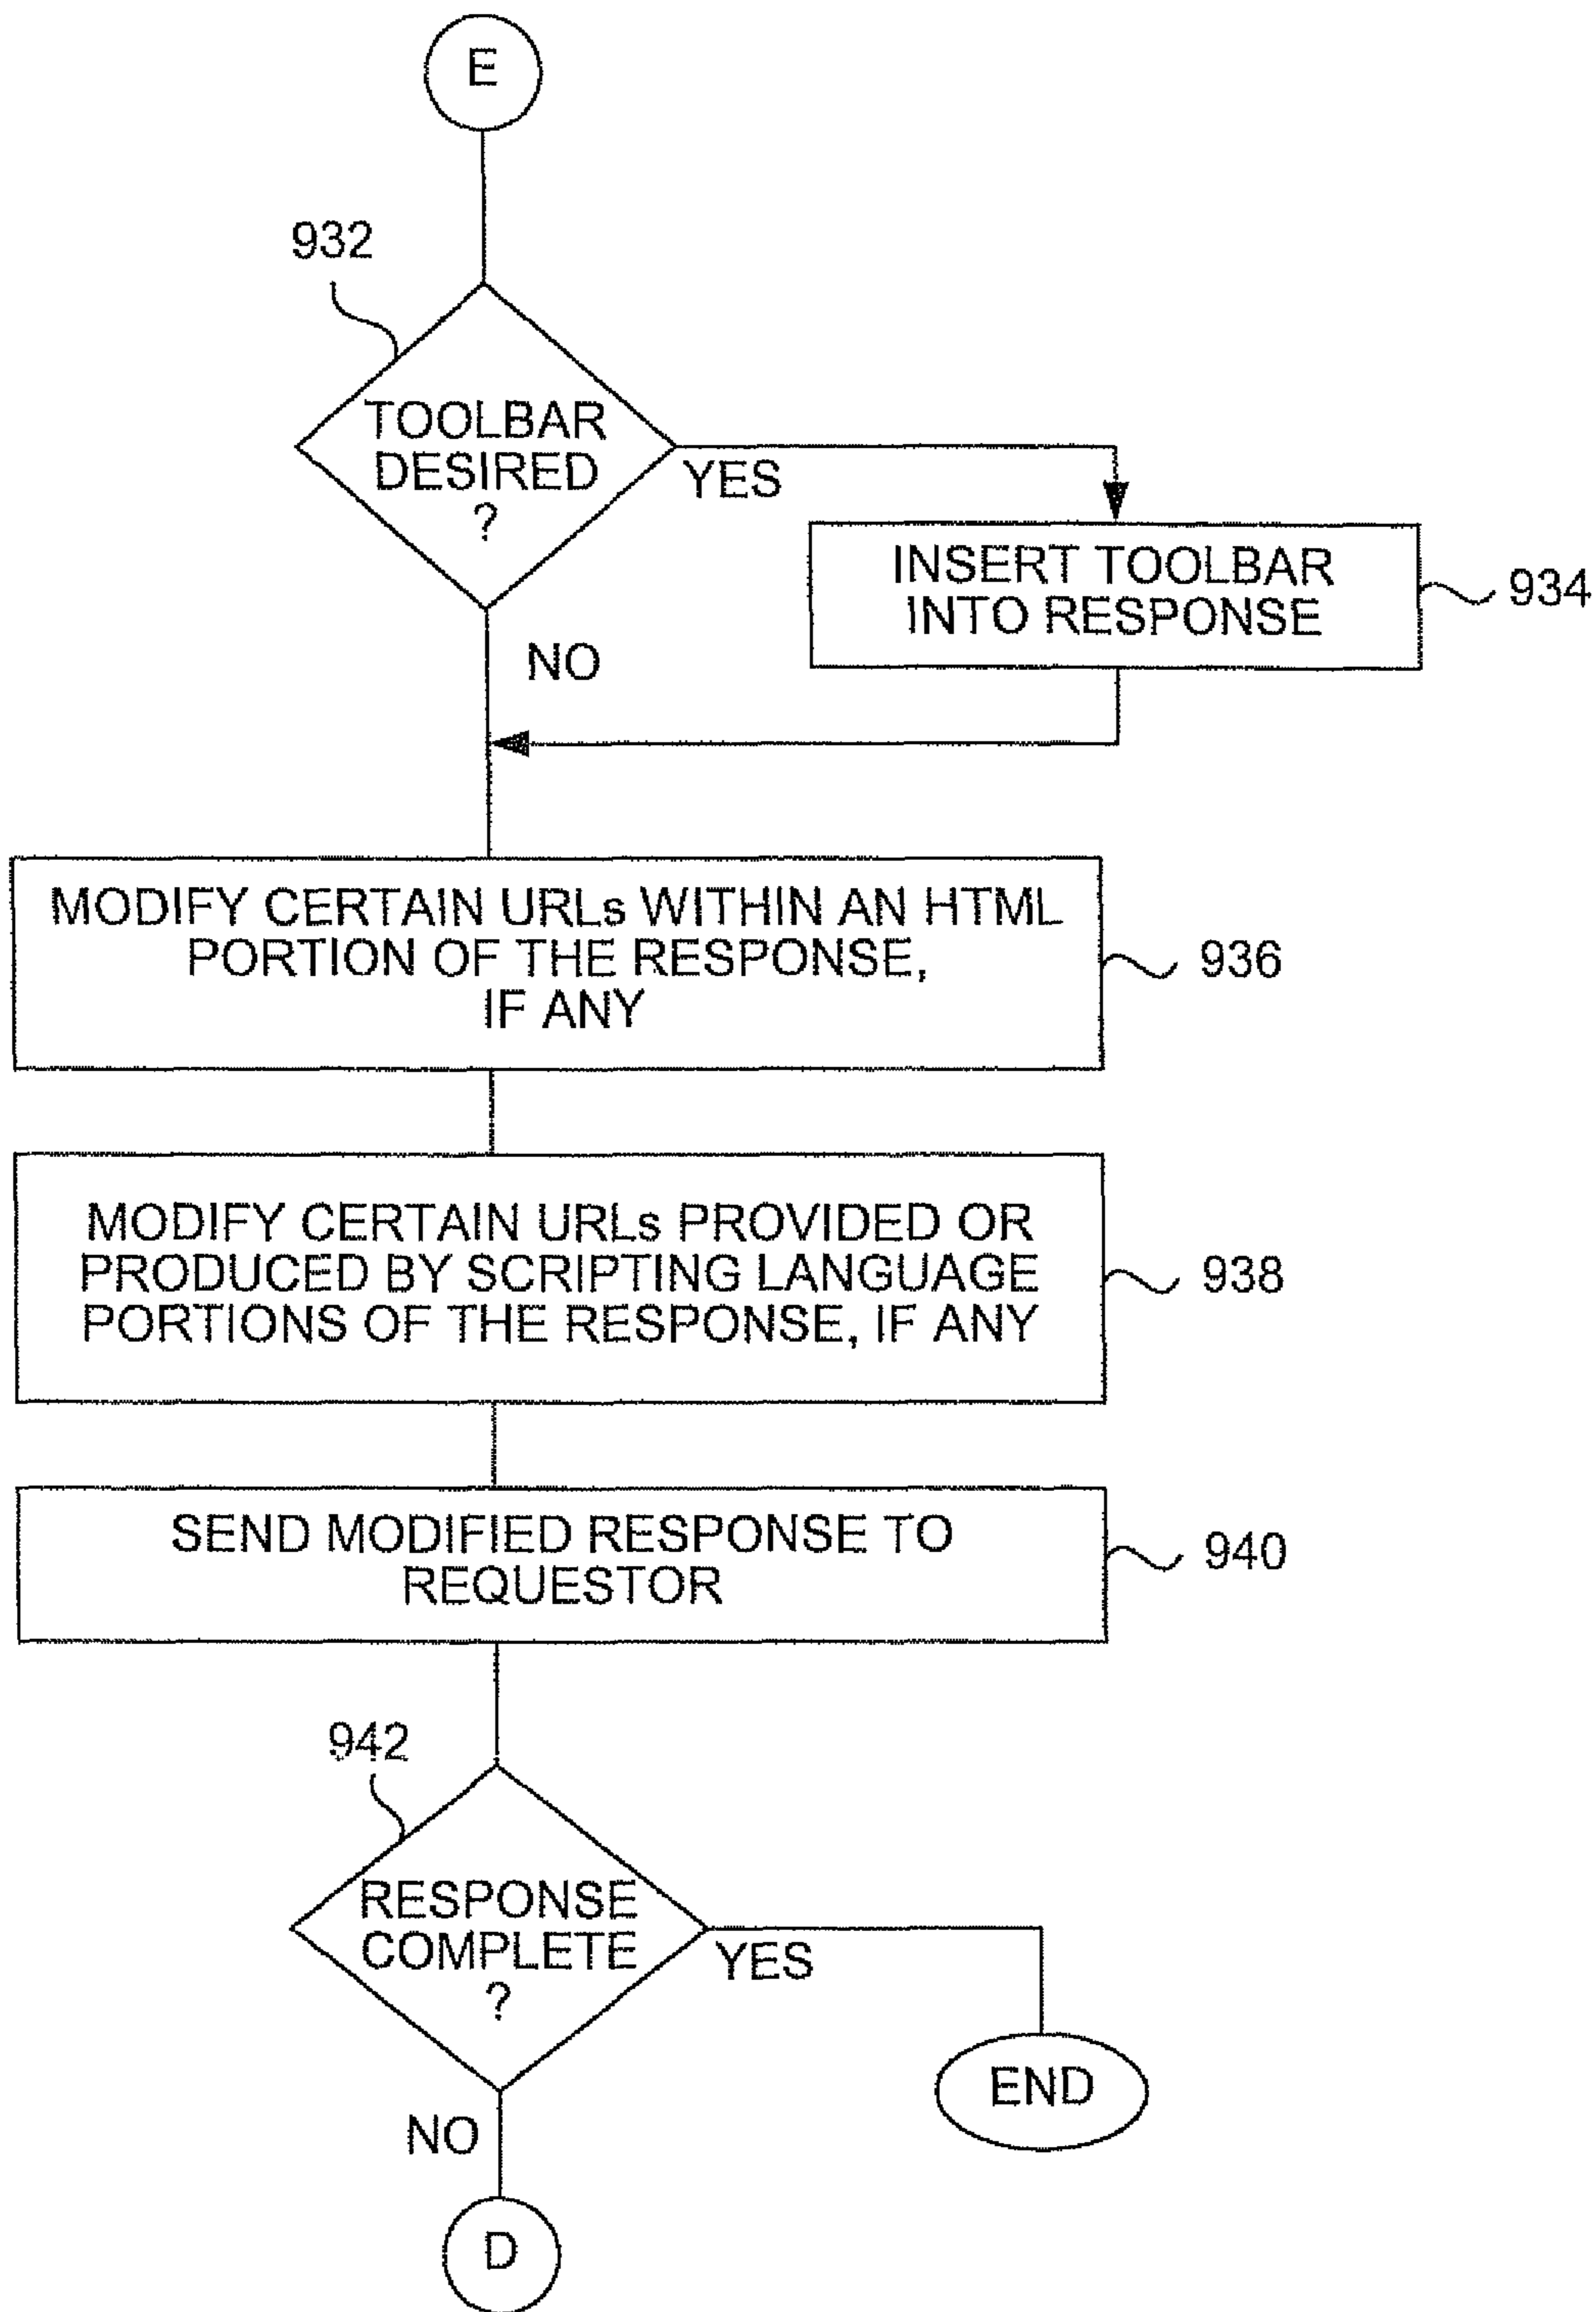 E
932
TOOLBAR
DESIRED
?
YES
INSERT TOOLBAR
INTO RESPONSE
934
NO
MODIFY CERTAIN URLs WITHIN AN HTML
PORTION OF THE RESPONSE,
IF ANY
936
MODIFY CERTAIN URLs PROVIDED OR
PRODUCED BY SCRIPTING LANGUAGE
PORTIONS OF THE RESPONSE, IF ANY
938
SEND MODIFIED RESPONSE TO
REQUESTOR
940
942
RESPONSE
COMPLETE
?
YES
END
NO
D